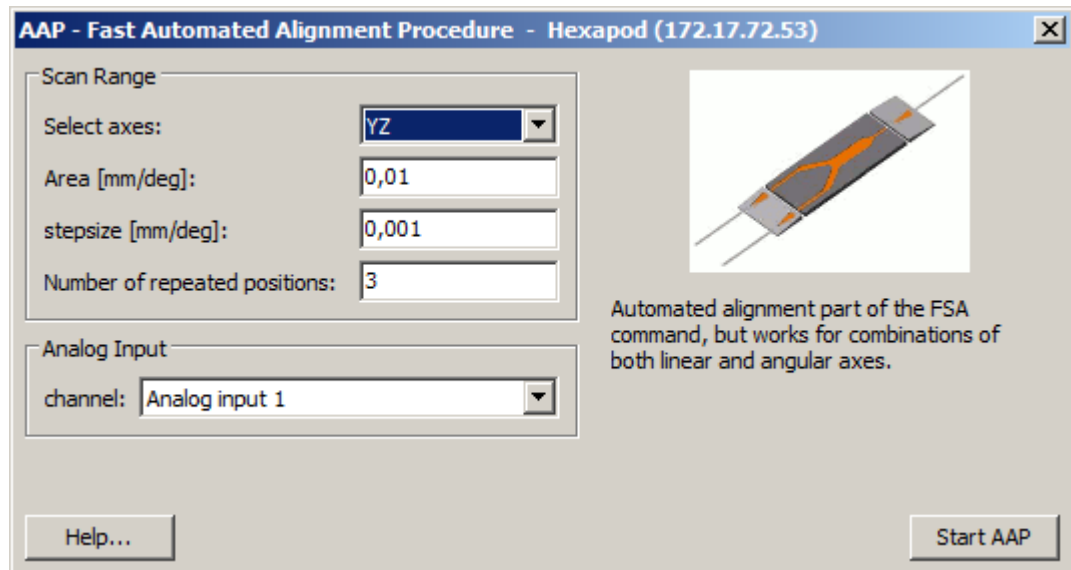 AAP - Fast Automated Alignment Procedure - Hexapod (172.17.72.53)
Scan Range
Select axes: YZ
Area [mm/deg]: 0,01
stepsize [mm/deg]: 0,001
Number of repeated positions: 3
Analog Input
channel: Analog input 1
Automated alignment part of the FSA
command, but works for combinations of
both linear and angular axes.
Help...
Start AAP